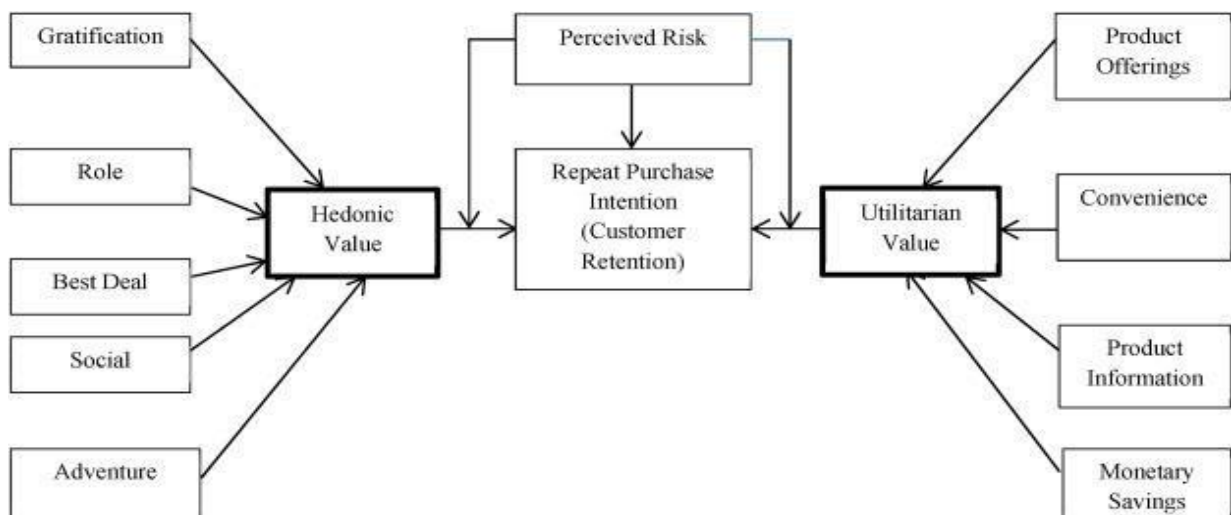 Gratification
Perceived Risk
Product
Offerings
Role
Repeat Purchase
Intention
(Customer
Retention)
Hedonic
Value
Utilitarian
Value
Convenience
Best Deal
Social
Product
Information
Adventure
Monetary
Savings